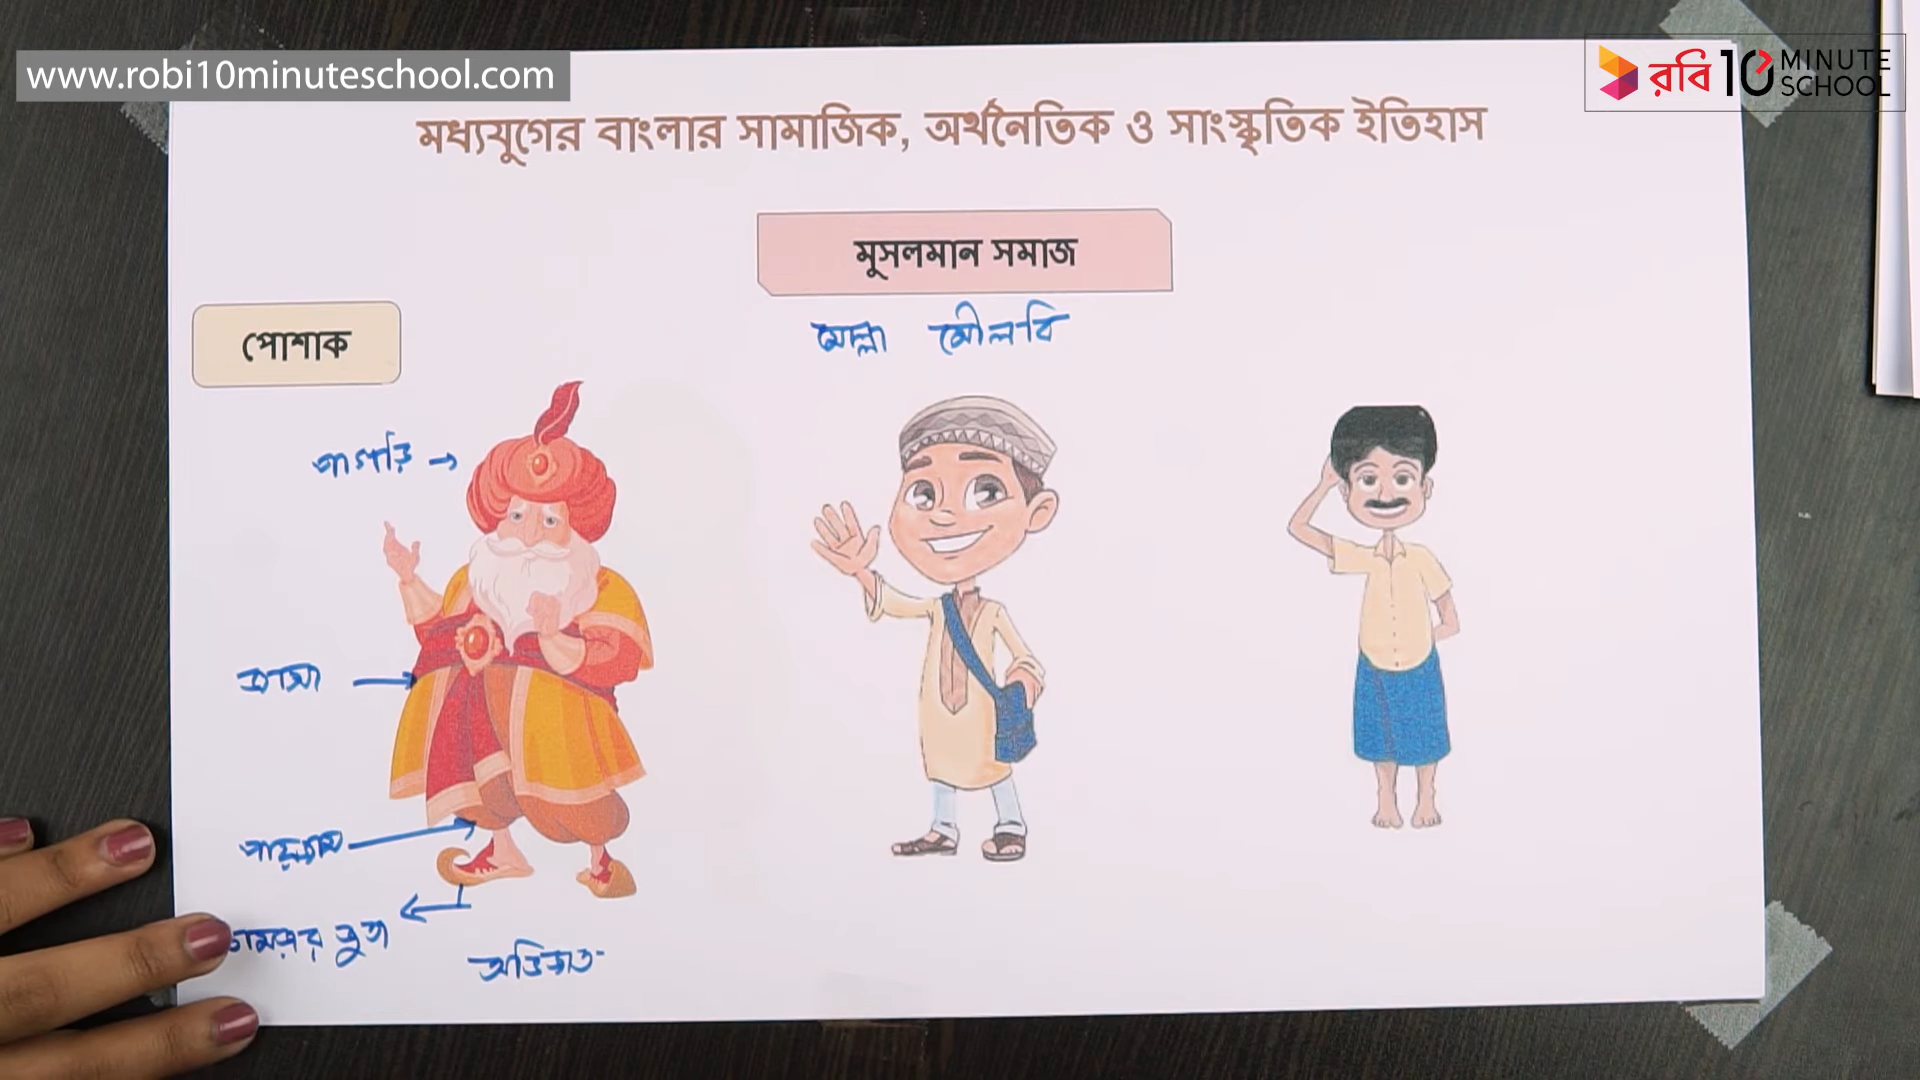 www.robi10minuteschool.com
রবি 10 MINUTE SCHOOL
মধ্যযুগের বাংলার সামাজিক, অর্থনৈতিক ও সাংস্কৃতিক ইতিহাস
মুসলমান সমাজ
পোশাক
মোল্লা মৌলবি
পাগড়ি
জামা
পায়জামা
চামড়ার জুতা
অভিজাত